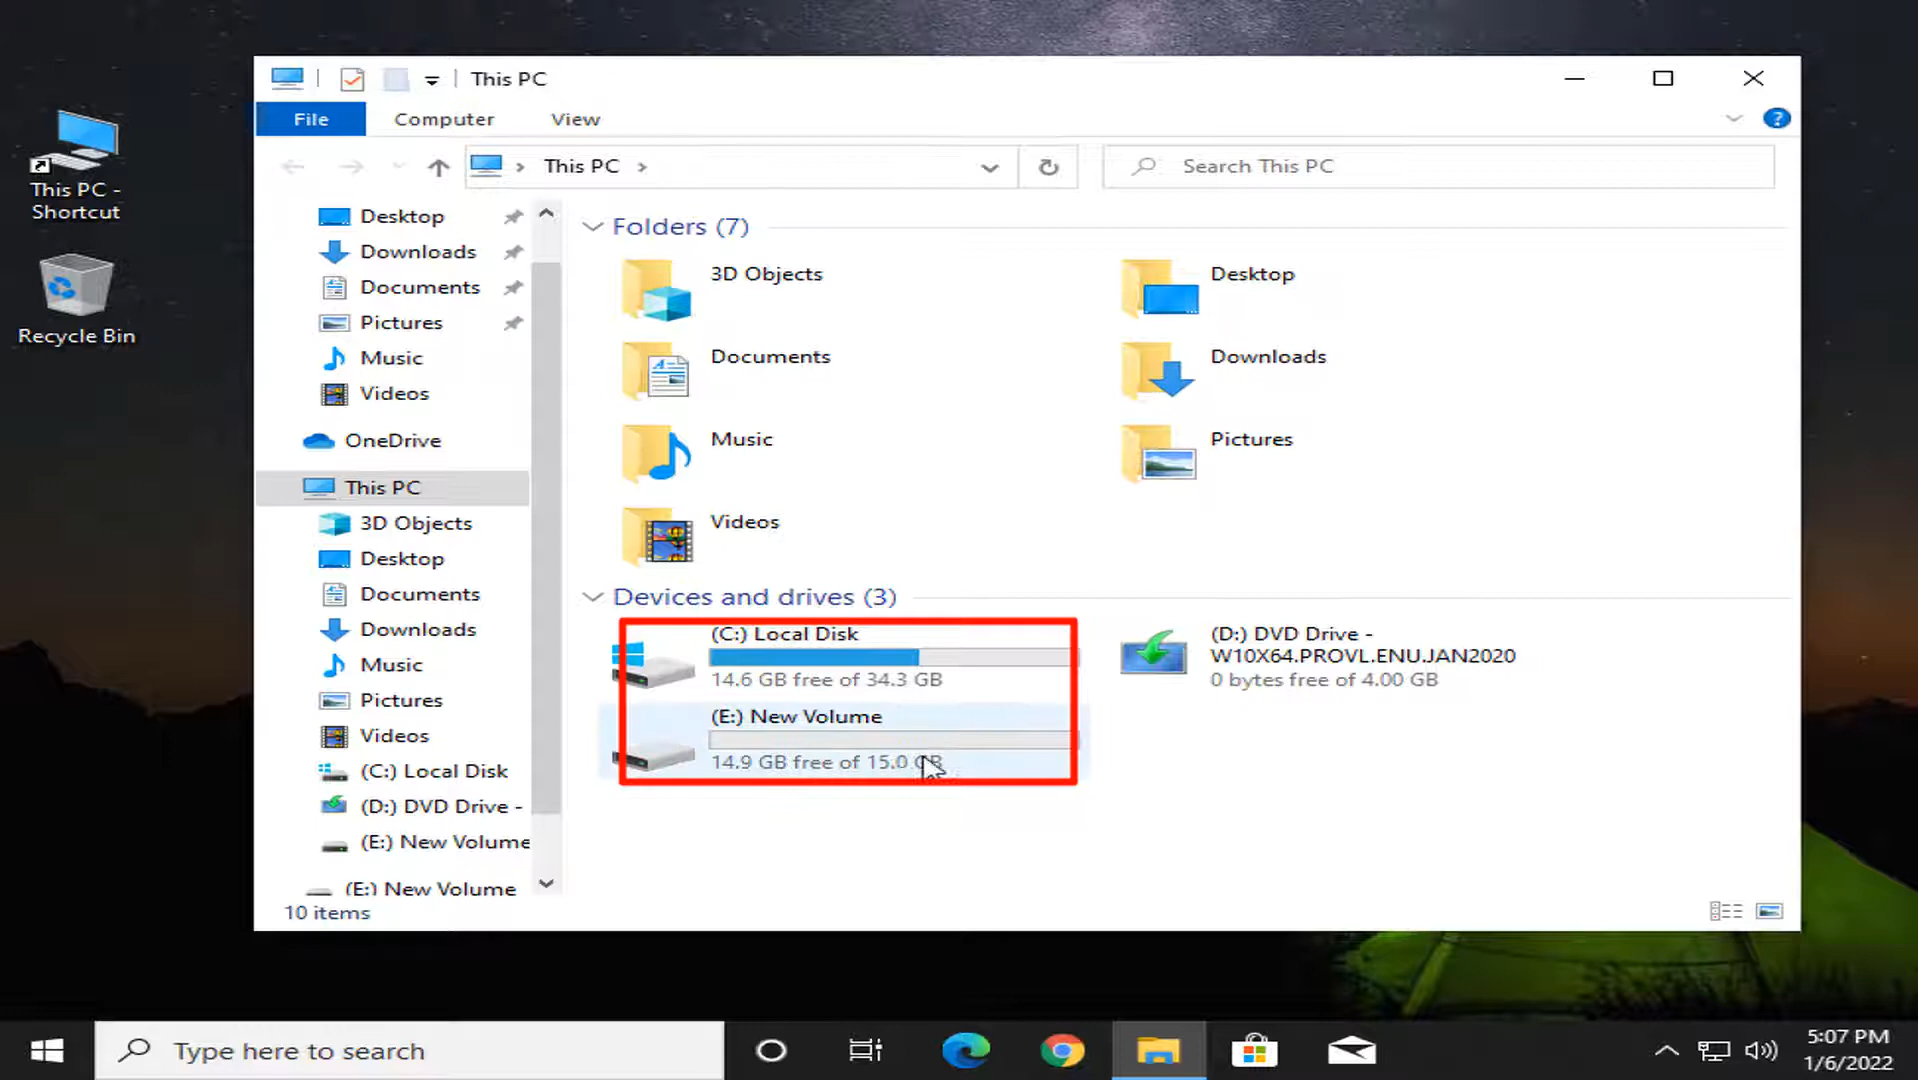 This PC
File
Computer
View
This PC
Search This PC
This PC -
Shortcut
Recycle Bin
Desktop
Downloads
Documents
Pictures
Music
Videos
OneDrive
This PC
3D Objects
Desktop
Documents
Downloads
Music
Pictures
Videos
(C:) Local Disk
(D:) DVD Drive -
(E:) New Volume
(E:) New Volume
Folders (7)
3D Objects
Desktop
Documents
Downloads
Music
Pictures
Videos
Devices and drives (3)
(C:) Local Disk
14.6 GB free of 34.3 GB
(D:) DVD Drive -
W10X64.PROVL.ENU.JAN2020
0 bytes free of 4.00 GB
(E:) New Volume
14.9 GB free of 15.0 GB
10 items
Type here to search
5:07 PM
1/6/2022